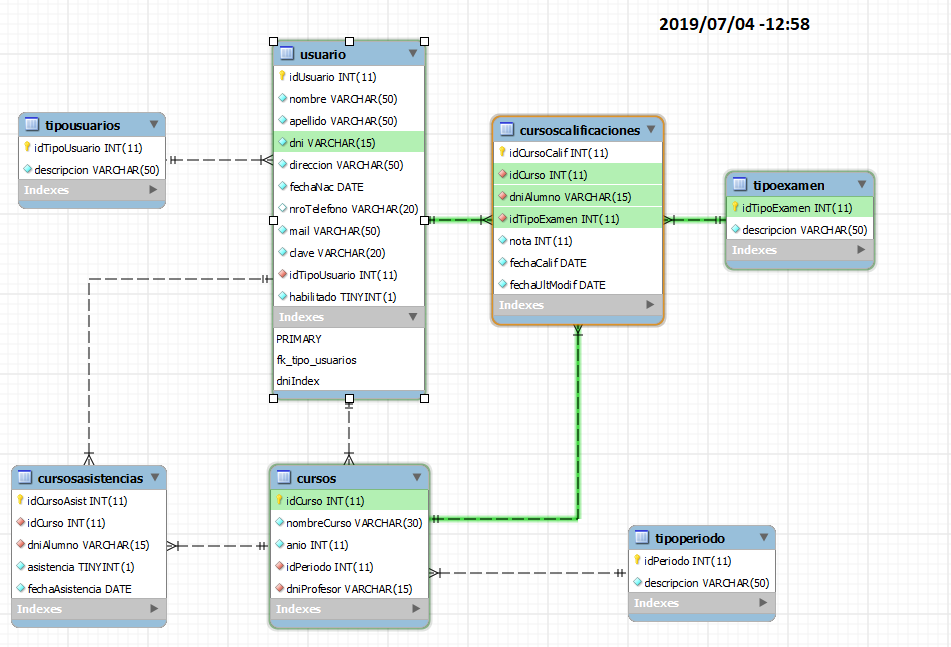 2019/07/04 -12:58
usuario
idUsuario INT(11)
nombre VARCHAR(50)
apellido VARCHAR(50)
dni VARCHAR(15)
direccion VARCHAR(50)
fechaNac DATE
nroTelefono VARCHAR(20)
mail VARCHAR(50)
clave VARCHAR(20)
idTipoUsuario INT(11)
habilitado TINYINT(1)
Indexes
PRIMARY
fk_tipo_usuarios
dniIndex
tipousuarios
idTipoUsuario INT(11)
descripcion VARCHAR(50)
Indexes
cursoscalificaciones
idCursoCalif INT(11)
idCurso INT(11)
dniAlumno VARCHAR(15)
idTipoExamen INT(11)
nota INT(11)
fechaCalif DATE
fechaUltModif DATE
Indexes
tipoexamen
idTipoExamen INT(11)
descripcion VARCHAR(50)
Indexes
cursosasistencias
idCursoAsist INT(11)
idCurso INT(11)
dniAlumno VARCHAR(15)
asistencia TINYINT(1)
fechaAsistencia DATE
Indexes
cursos
idCurso INT(11)
nombreCurso VARCHAR(30)
anio INT(11)
idPeriodo INT(11)
dniProfesor VARCHAR(15)
Indexes
tipoperiodo
idPeriodo INT(11)
descripcion VARCHAR(50)
Indexes